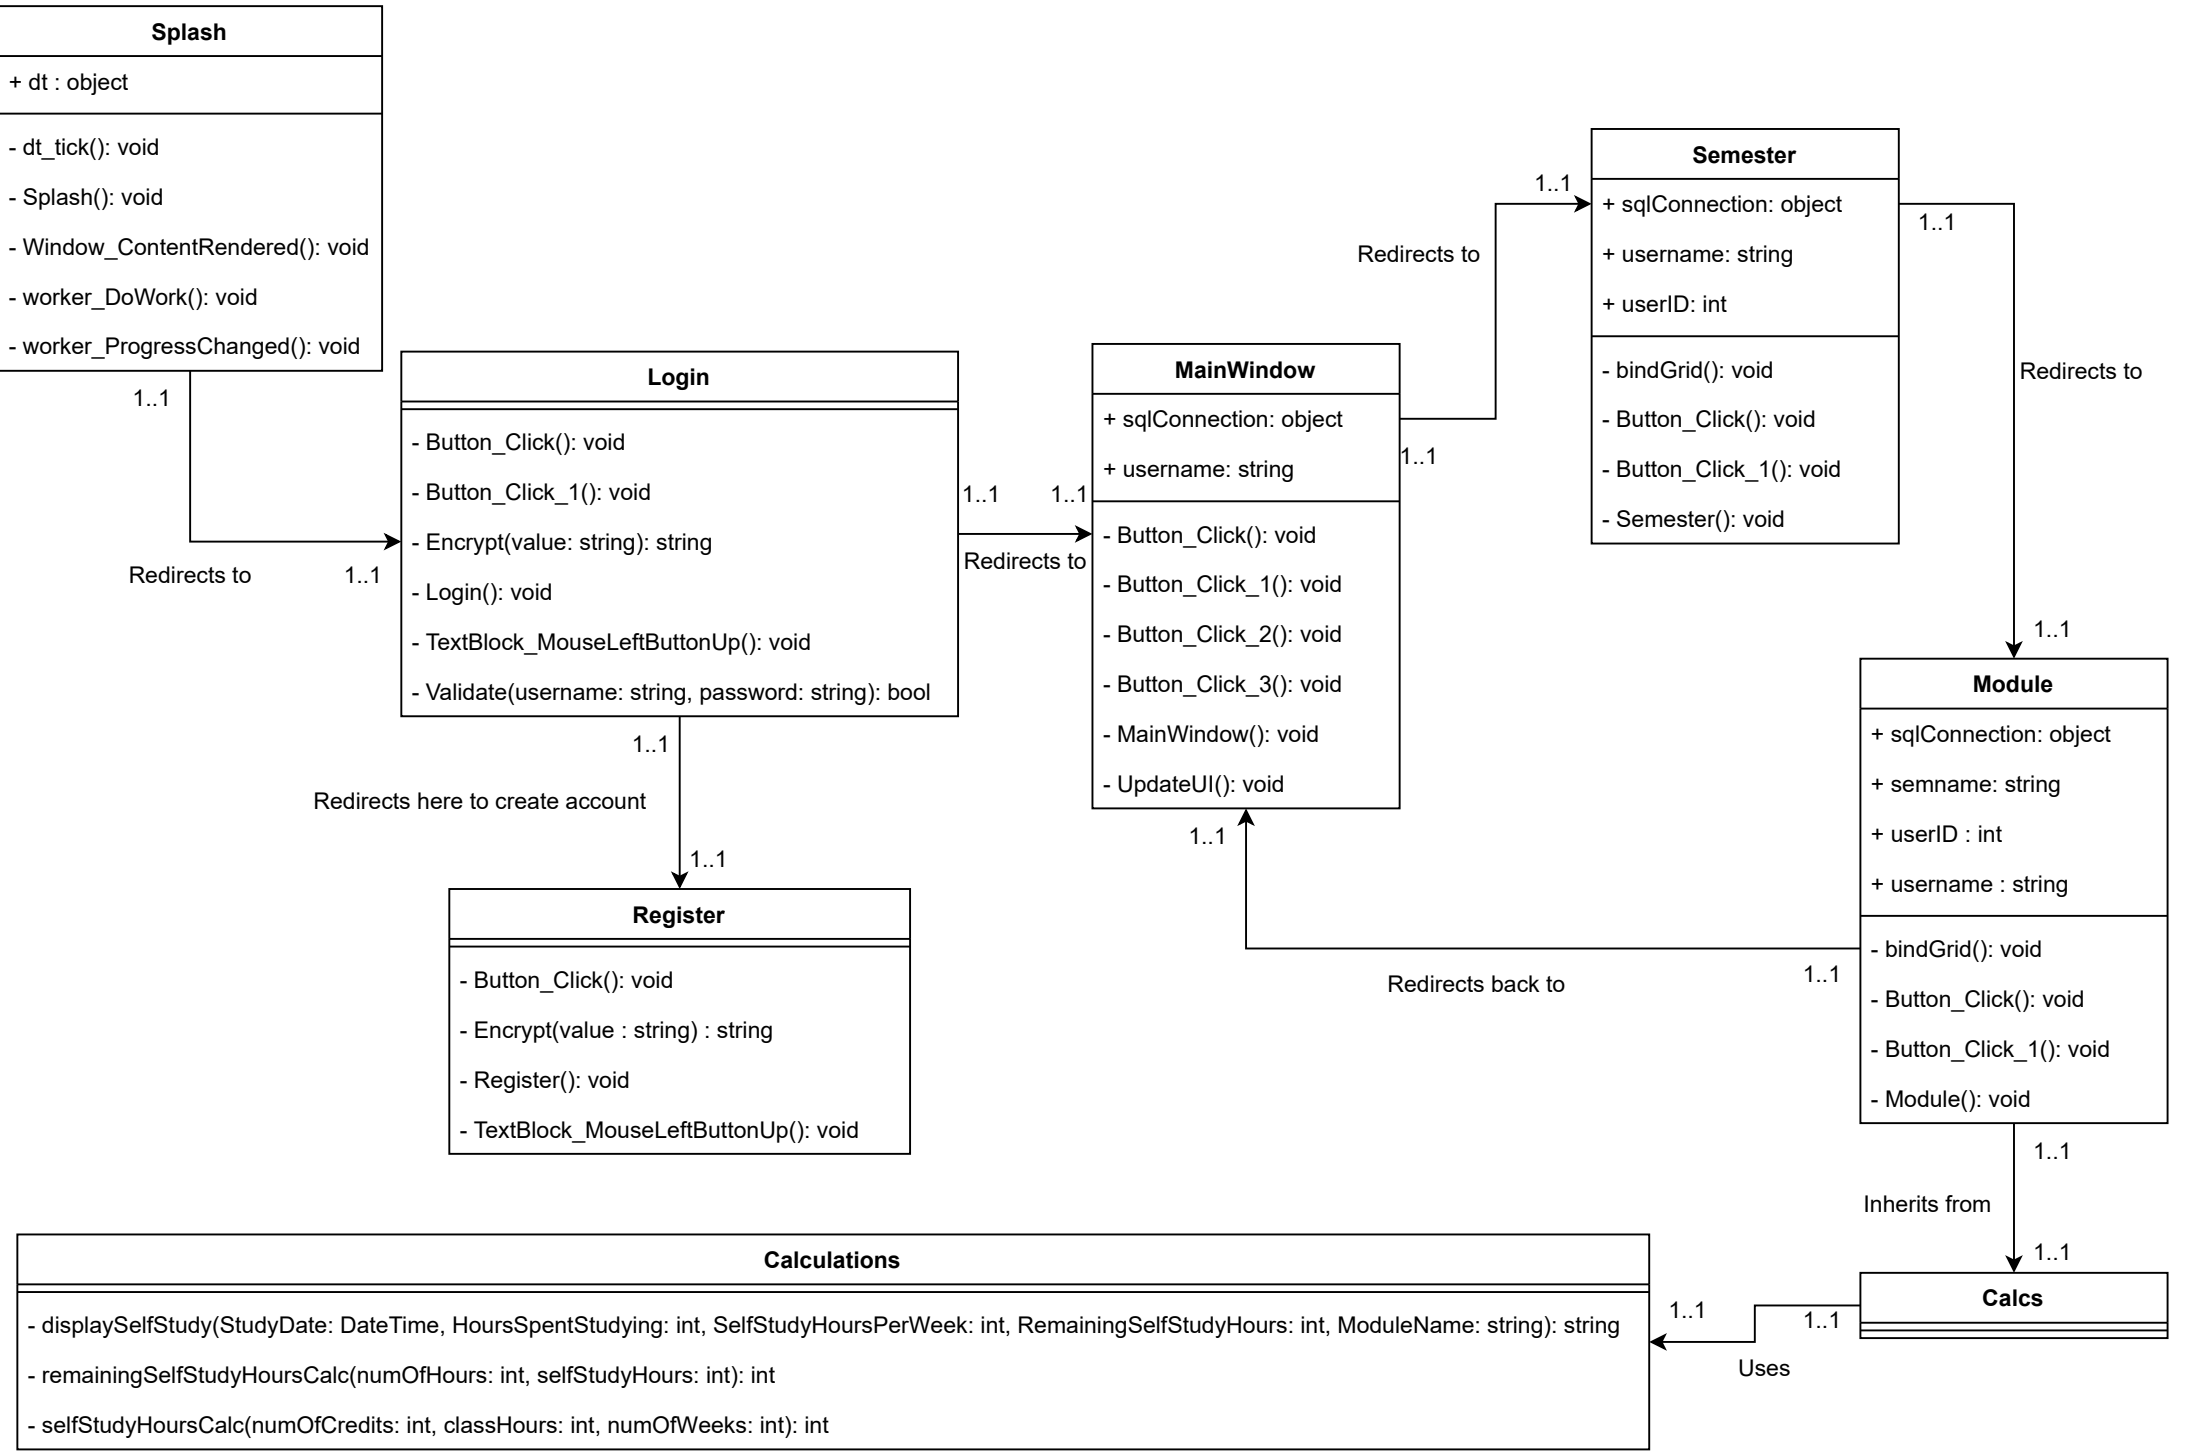 Splash
+ dt : object
- dt_tick(): void
- Splash(): void
- Window_ContentRendered(): void
- worker_DoWork(): void
- worker_ProgressChanged(): void
1..1
Redirects to
1..1
Login
- Button_Click(): void
- Button_Click_1(): void
- Encrypt(value: string): string
- Login(): void
- TextBlock_MouseLeftButtonUp(): void
- Validate(username: string, password: string): bool
1..1
1..1
Redirects to
1..1
Redirects here to create account
1..1
Register
- Button_Click(): void
- Encrypt(value : string) : string
- Register(): void
- TextBlock_MouseLeftButtonUp(): void
MainWindow
+ sqlConnection: object
+ username: string
- Button_Click(): void
- Button_Click_1(): void
- Button_Click_2(): void
- Button_Click_3(): void
- MainWindow(): void
- UpdateUI(): void
1..1
Redirects to
1..1
Semester
+ sqlConnection: object
+ username: string
+ userID: int
- bindGrid(): void
- Button_Click(): void
- Button_Click_1(): void
- Semester(): void
1..1
Redirects to
1..1
Module
+ sqlConnection: object
+ semname: string
+ userID : int
+ username : string
- bindGrid(): void
- Button_Click(): void
- Button_Click_1(): void
- Module(): void
1..1
Redirects back to
1..1
1..1
Inherits from
1..1
Calcs
1..1
Uses
1..1
Calculations
- displaySelfStudy(StudyDate: DateTime, HoursSpentStudying: int, SelfStudyHoursPerWeek: int, RemainingSelfStudyHours: int, ModuleName: string): string
- remainingSelfStudyHoursCalc(numOfHours: int, selfStudyHours: int): int
- selfStudyHoursCalc(numOfCredits: int, classHours: int, numOfWeeks: int): int